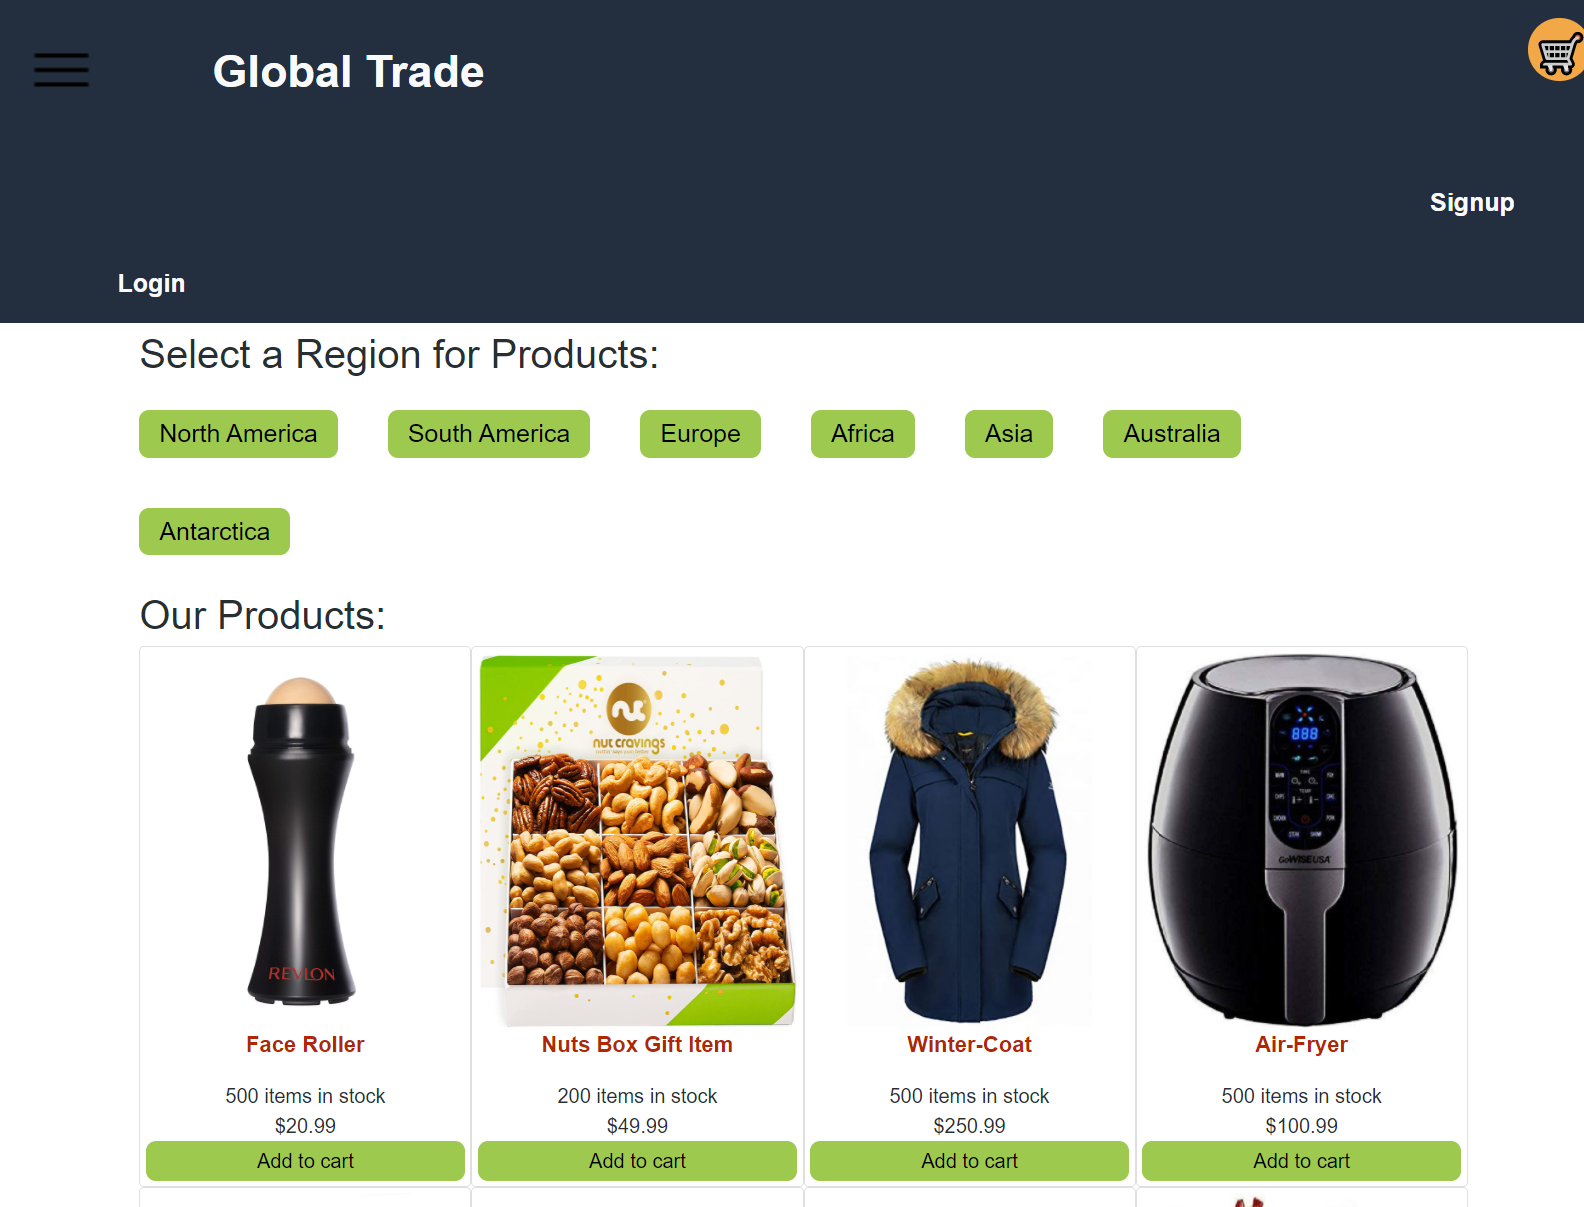 Global Trade
Signup
Login
Select a Region for Products:
North America
South America
Europe
Africa
Asia
Australia
Antarctica
Our Products:
nut cravings
888
GoWISEUSA
REVLON
Face Roller
Nuts Box Gift Item
Winter-Coat
Air-Fryer
500 items in stock
200 items in stock
500 items in stock
500 items in stock
$20.99
$49.99
$250.99
$100.99
Add to cart
Add to cart
Add to cart
Add to cart